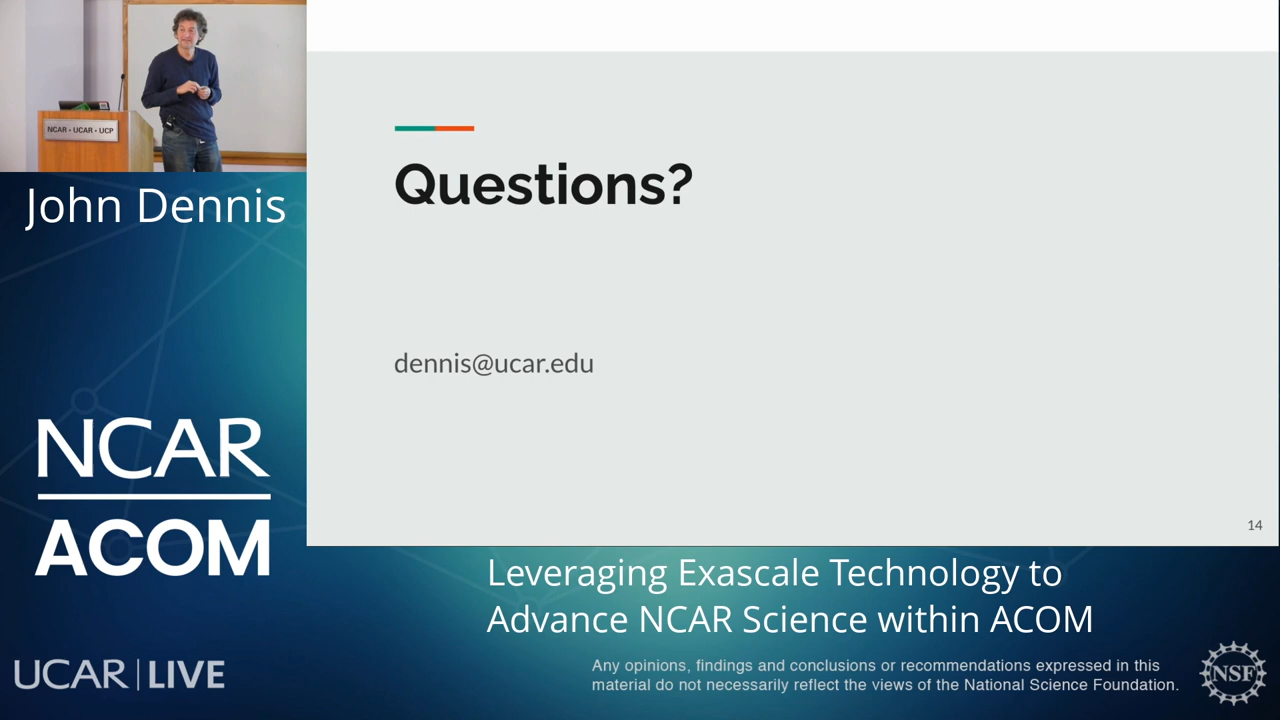 NCAR • UCAR • UCP
John Dennis
NCAR
ACOM
UCAR | LIVE
Questions?
dennis@ucar.edu
14
Leveraging Exascale Technology to
Advance NCAR Science within ACOM
Any opinions, findings and conclusions or recommendations expressed in this
material do not necessarily reflect the views of the National Science Foundation.
NSF